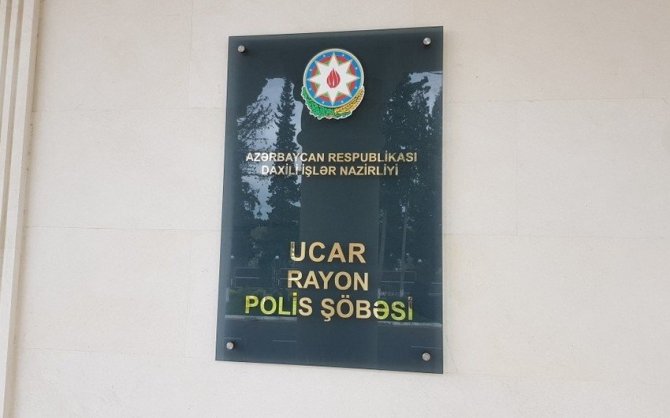 AZƏRBAYCAN RESPUBLİKASI
DAXİLİ İŞLƏR NAZİRLİYİ
UCAR
RAYON
POLİS ŞÖBƏSİ